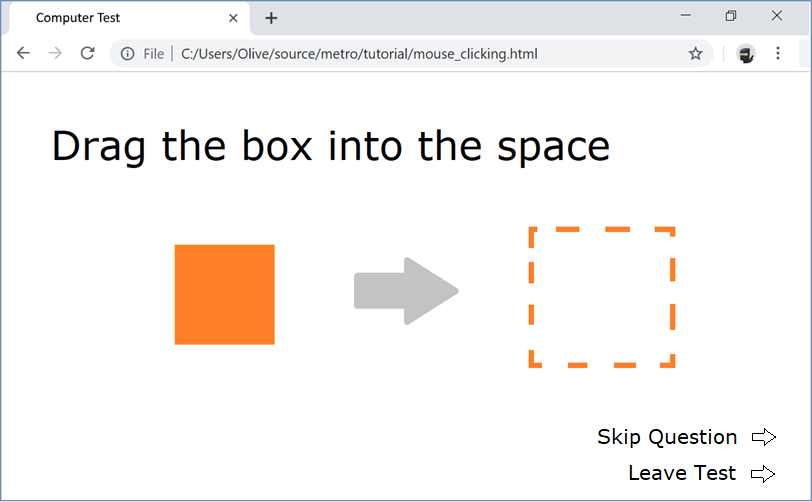 Computer Test
File | C:/Users/Olive/source/metro/tutorial/mouse_clicking.html
Drag the box into the space
Skip Question
Leave Test